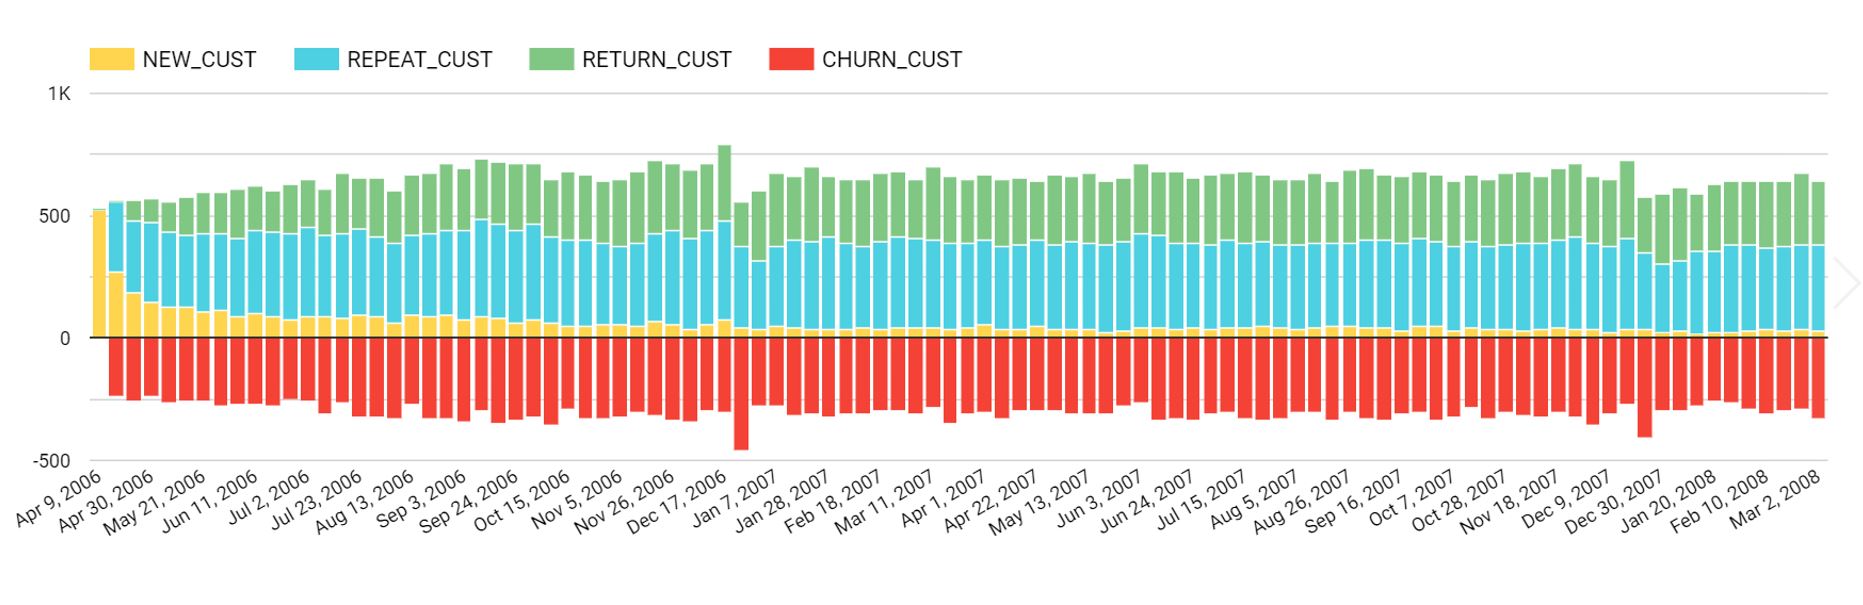 NEW_CUST REPEAT_CUST RETURN_CUST CHURN_CUST
1K
500
0
-500
Apr 9, 2006 Apr 30, 2006 May 21, 2006 Jun 11, 2006 Jul 2, 2006 Jul 23, 2006 Aug 13, 2006 Sep 3, 2006 Sep 24, 2006 Oct 15, 2006 Nov 5, 2006 Nov 26, 2006 Dec 17, 2006 Jan 7, 2007 Jan 28, 2007 Feb 18, 2007 Mar 11, 2007 Apr 1, 2007 Apr 22, 2007 May 13, 2007 Jun 3, 2007 Jun 24, 2007 Jul 15, 2007 Aug 5, 2007 Aug 26, 2007 Sep 16, 2007 Oct 7, 2007 Oct 28, 2007 Nov 18, 2007 Dec 9, 2007 Dec 30, 2007 Jan 20, 2008 Feb 10, 2008 Mar 2, 2008